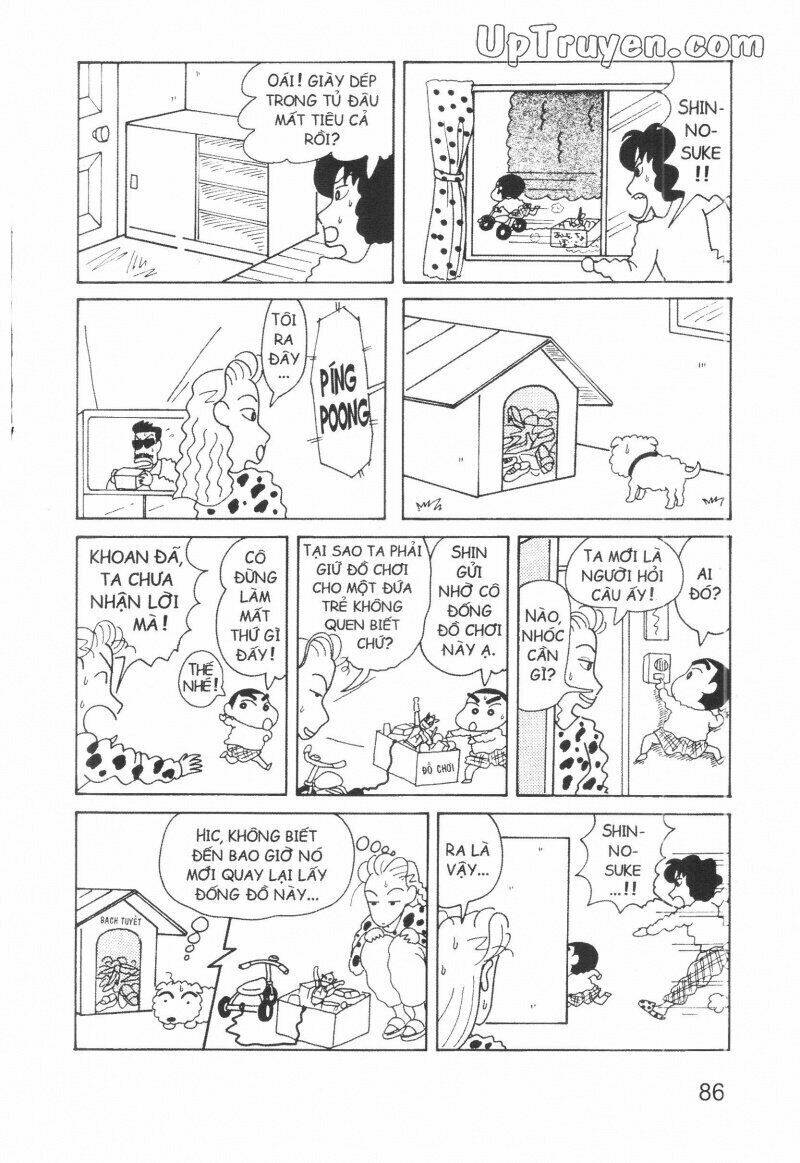 UpTruyen.com
OÁI! GIÀY DÉP
TRONG TỦ ĐÂU
MẤT TIÊU CẢ
RỒI?
SHIN-
NO-
SUKE
!!
TÔI
RA
ĐÂY
...
PÍNG
POONG
KHOAN ĐÃ,
TA CHƯA
NHẬN LỜI
MÀ!
CÔ
ĐỪNG
LÀM
MẤT
THỨ GÌ
ĐẤY!
THẾ
NHÉ!
TẠI SAO TA PHẢI
GIỮ ĐỒ CHƠI
CHO MỘT ĐỨA
TRẺ KHÔNG
QUEN BIẾT
CHỨ?
SHIN
GỬI
NHỜ CÔ
ĐỐNG
ĐỒ CHƠI
NÀY Ạ.
ĐỒ CHƠI
NÀO,
NHÓC
CẦN
GÌ?
TA MỚI LÀ
NGƯỜI HỎI
CÂU ẤY!
AI
ĐÓ?
BẠCH TUYẾT
HIC, KHÔNG BIẾT
ĐẾN BAO GIỜ NÓ
MỚI QUAY LẠI LẤY
ĐỐNG ĐỒ NÀY...
RA LÀ
VẬY...
SHIN-
NO-
SUKE
...!!
86